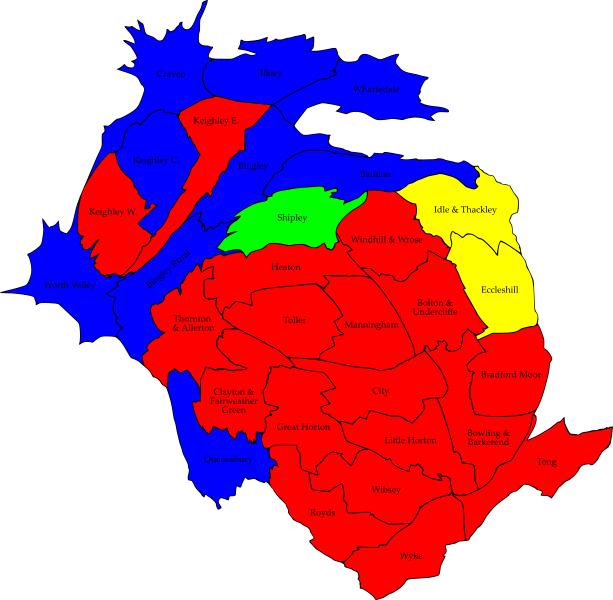 Craven
Ilkley
Wharfedale
Keighley E.
Keighley C.
Bingley
Baildon
Keighley W.
Shipley
Idle & Thackley
Windhill & Wrose
Heaton
Bingley Rural
Worth Valley
Eccleshill
Thornton
& Allerton
Toller
Manningham
Bolton &
Undercliffe
Bradford Moor
Clayton &
Fairweather
Green
City
Great Horton
Little Horton
Bowling &
Barkerend
Queensbury
Tong
Wibsey
Royds
Wyke